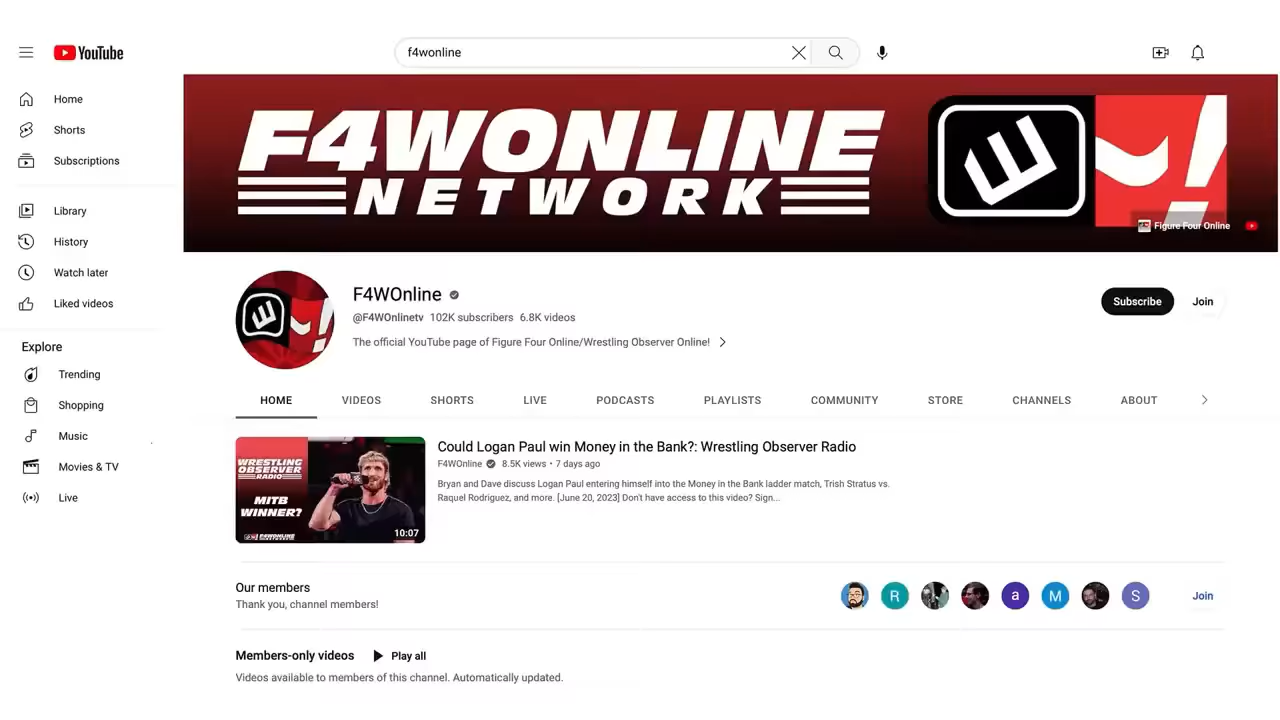 YouTube
f4wonline
Home
Shorts
Subscriptions
Library
History
Watch later
Liked videos
Explore
Trending
Shopping
Music
Movies & TV
Live
F4WONLINE
NETWORK
Figure Four Online
F4WOnline
@F4WOnlinetv 102K subscribers 6.8K videos
The official YouTube page of Figure Four Online/Wrestling Observer Online!
Subscribe
Join
HOME VIDEOS SHORTS LIVE PODCASTS PLAYLISTS COMMUNITY STORE CHANNELS ABOUT
WRESTLING
OBSERVER
RADIO
MITB
WINNER?
F4WONLINE
NETWORK
10:07
Could Logan Paul win Money in the Bank?: Wrestling Observer Radio
F4WOnline 8.5K views • 7 days ago
Bryan and Dave discuss Logan Paul entering himself into the Money in the Bank ladder match, Trish Stratus vs.
Raquel Rodriguez, and more. [June 20, 2023] Don't have access to this video? Sign...
Our members
Thank you, channel members!
R a M S
Join
Members-only videos Play all
Videos available to members of this channel. Automatically updated.